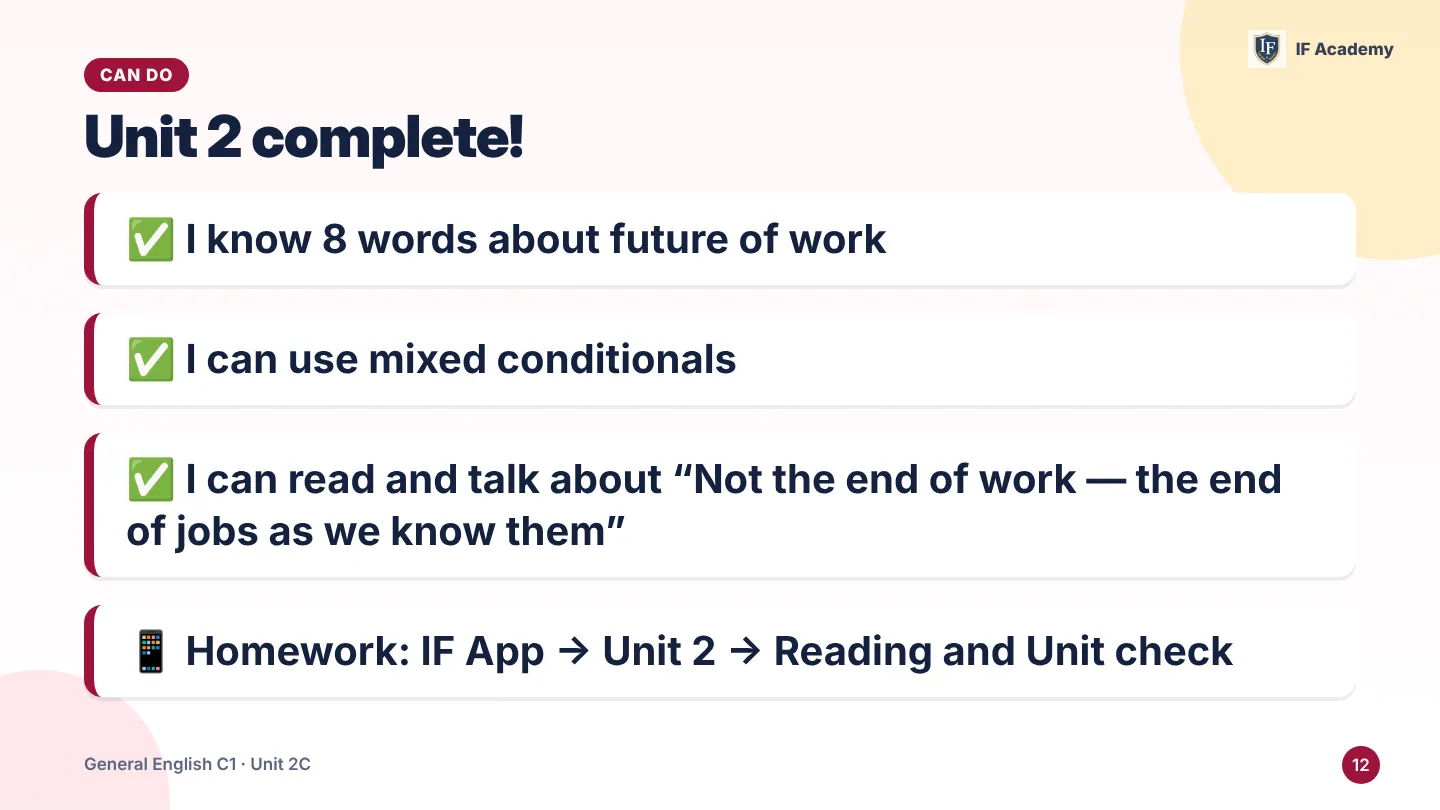 IF
IF Academy
CAN DO
Unit 2 complete!
✅ I know 8 words about future of work
✅ I can use mixed conditionals
✅ I can read and talk about “Not the end of work — the end
of jobs as we know them”
📱 Homework: IF App → Unit 2 → Reading and Unit check
General English C1 · Unit 2C
12